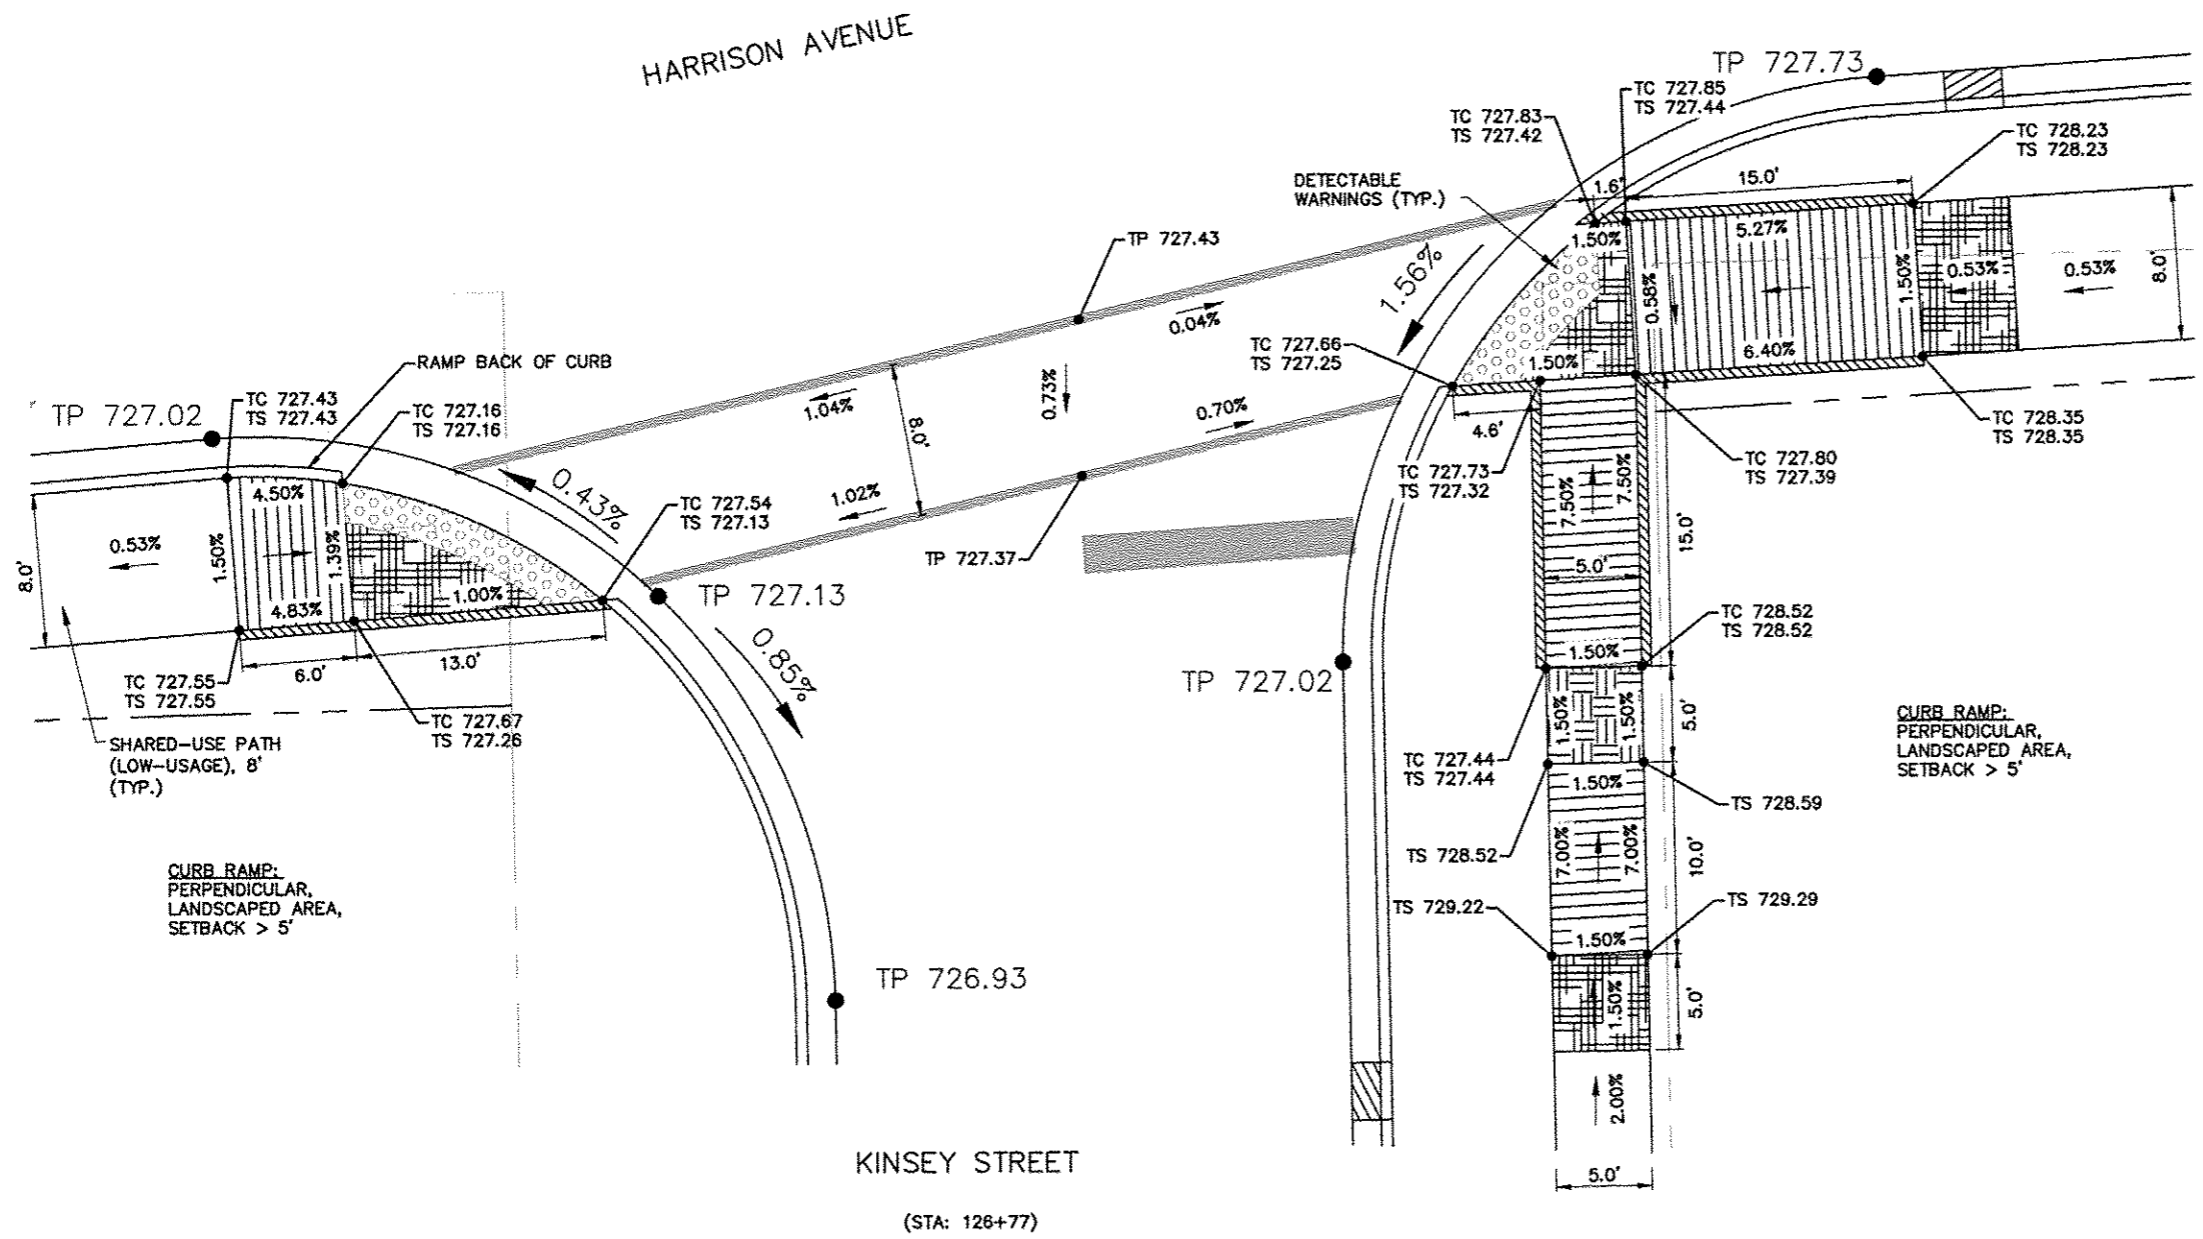 HARRISON AVENUE
TP 727.73
TC 727.85
TS 727.44
TC 727.83
TS 727.42
TC 728.23
TS 728.23
DETECTABLE
WARNINGS (TYP.)
1.6'
15.0'
1.50%
5.27%
0.58%
1.50%
0.53%
0.53%
8.0'
6.40%
1.50%
TP 727.43
1.56%
0.04%
TC 727.66
TS 727.25
RAMP BACK OF CURB
1.04%
0.73%
0.70%
8.0'
TP 727.02
TC 727.43
TS 727.43
TC 727.16
TS 727.16
4.6'
TC 728.35
TS 728.35
TC 727.80
TS 727.39
TC 727.73
TS 727.32
7.50%
7.50%
15.0'
5.0'
0.43%
1.02%
TC 727.54
TS 727.13
TP 727.37
4.50%
0.53%
1.50%
1.39%
8.0'
4.83%
1.00%
TP 727.13
0.85%
6.0'
13.0'
TC 727.55
TS 727.55
TC 727.67
TS 727.26
SHARED-USE PATH
(LOW-USAGE), 8'
(TYP.)
TP 727.02
TC 728.52
TS 728.52
1.50%
1.50%
1.50%
5.0'
TC 727.44
TS 727.44
1.50%
TS 728.59
TS 728.52
7.00%
7.00%
10.0'
CURB RAMP:
PERPENDICULAR,
LANDSCAPED AREA,
SETBACK > 5'
CURB RAMP:
PERPENDICULAR,
LANDSCAPED AREA,
SETBACK > 5'
TS 729.22
TS 729.29
1.50%
1.50%
5.0'
TP 726.93
2.00%
5.0'
KINSEY STREET
(STA: 126+77)